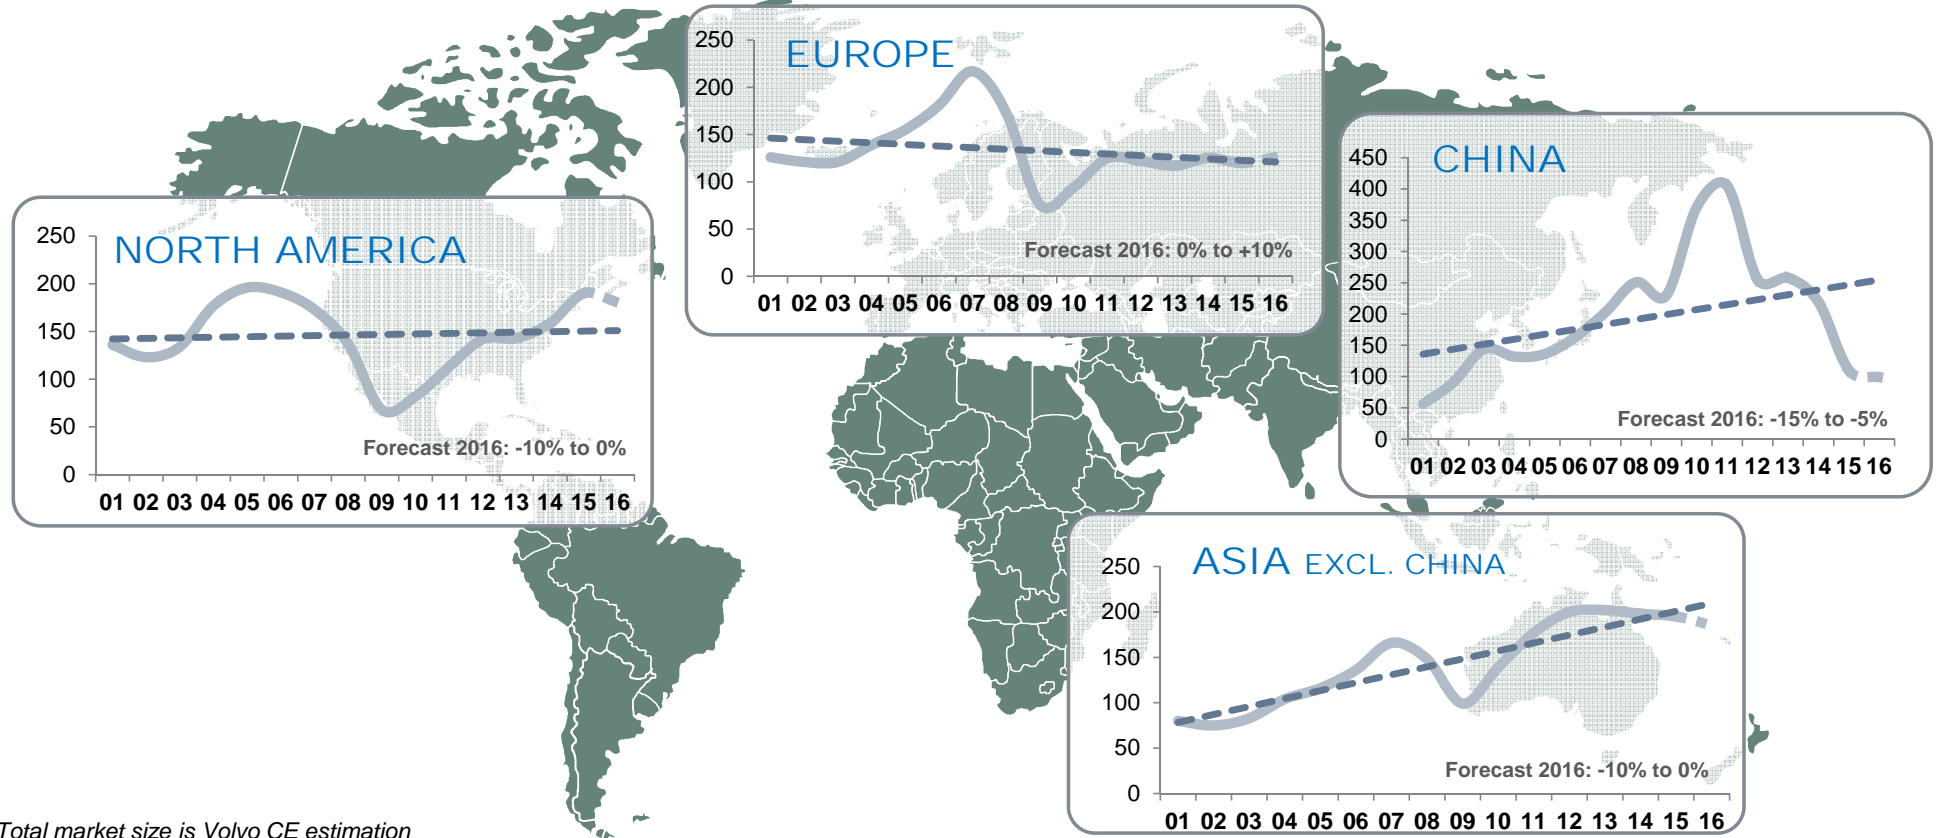 EUROPE
250
200
150
100
50
0
Forecast 2016: 0% to +10%
01 02 03 04 05 06 07 08 09 10 11 12 13 14 15 16
NORTH AMERICA
250
200
150
100
50
0
Forecast 2016: -10% to 0%
01 02 03 04 05 06 07 08 09 10 11 12 13 14 15 16
CHINA
450
400
350
300
250
200
150
100
50
0
Forecast 2016: -15% to -5%
01 02 03 04 05 06 07 08 09 10 11 12 13 14 15 16
ASIA EXCL. CHINA
250
200
150
100
50
0
Forecast 2016: -10% to 0%
01 02 03 04 05 06 07 08 09 10 11 12 13 14 15 16
Total market size is Volvo CE estimation